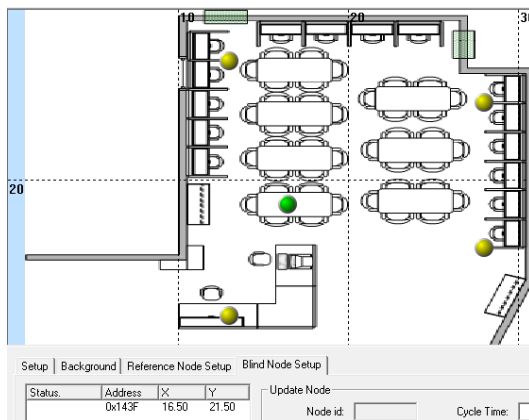 10 20 30
20
Setup Background Reference Node Setup Blind Node Setup
Status. Address X Y Update Node
0x143F 16.50 21.50
Node id: Cycle Time: